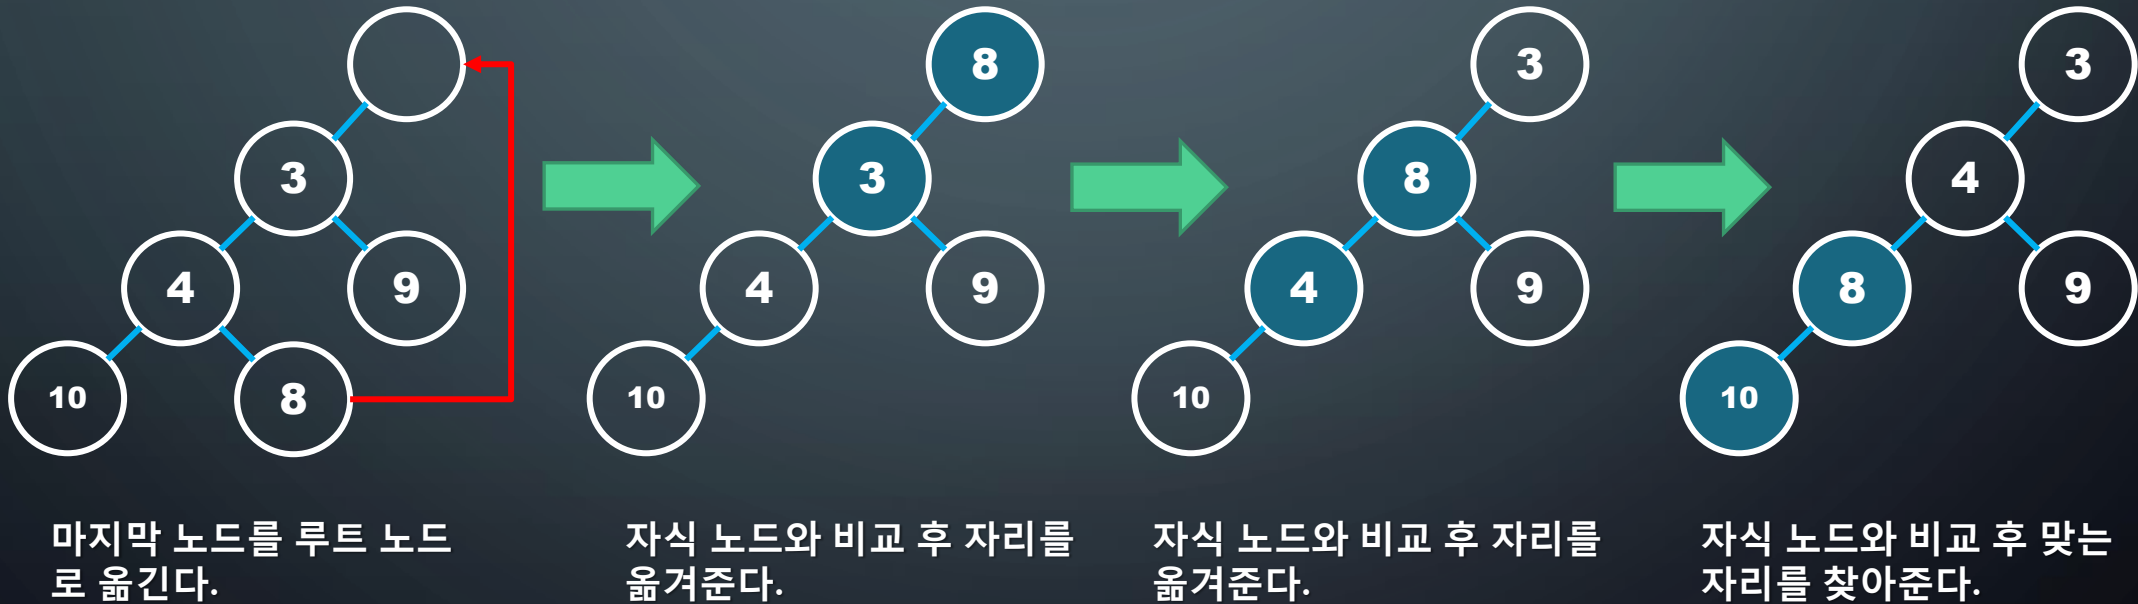 3
4
9
10
8
8
3
4
9
10
3
8
4
9
10
3
4
8
9
10
마지막 노드를 루트 노드
로 옮긴다.
자식 노드와 비교 후 자리를
옮겨준다.
자식 노드와 비교 후 자리를
옮겨준다.
자식 노드와 비교 후 맞는
자리를 찾아준다.